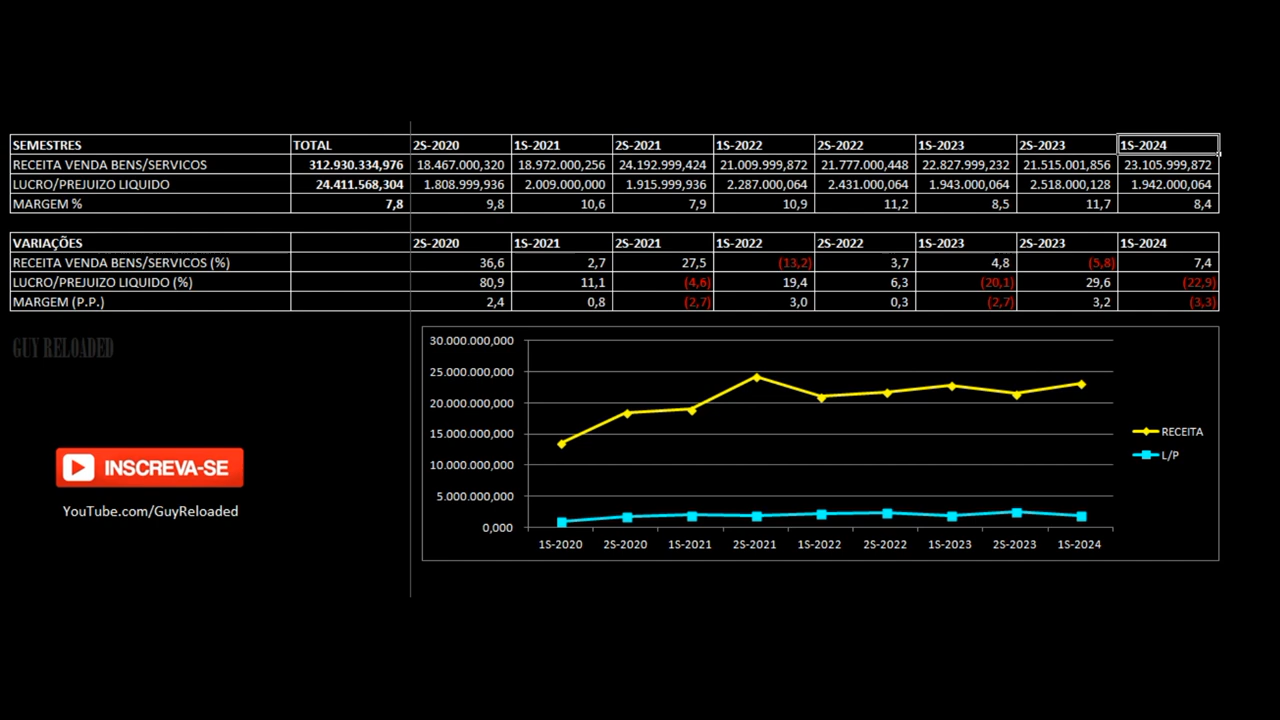 SEMESTRES TOTAL 2S-2020 1S-2021 2S-2021 1S-2022 2S-2022 1S-2023 2S-2023 1S-2024
RECEITA VENDA BENS/SERVICOS 312.930.334,976 18.467.000,320 18.972.000,256 24.192.999,424 21.009.999,872 21.777.000,448 22.827.999,232 21.515.001,856 23.105.999,872
LUCRO/PREJUIZO LIQUIDO 24.411.568,304 1.808.999,936 2.009.000,000 1.915.999,936 2.287.000,064 2.431.000,064 1.943.000,064 2.518.000,128 1.942.000,064
MARGEM % 7,8 9,8 10,6 7,9 10,9 11,2 8,5 11,7 8,4
VARIAÇÕES 2S-2020 1S-2021 2S-2021 1S-2022 2S-2022 1S-2023 2S-2023 1S-2024
RECEITA VENDA BENS/SERVICOS (%) 36,6 2,7 27,5 (13,2) 3,7 4,8 (5,8) 7,4
LUCRO/PREJUIZO LIQUIDO (%) 80,9 11,1 (4,6) 19,4 6,3 (20,1) 29,6 (22,9)
MARGEM (P.P.) 2,4 0,8 (2,7) 3,0 0,3 (2,7) 3,2 (3,3)
GUY RELOADED
INSCREVA-SE
YouTube.com/GuyReloaded
30.000.000,000
25.000.000,000
20.000.000,000
15.000.000,000
10.000.000,000
5.000.000,000
0,000
1S-2020 2S-2020 1S-2021 2S-2021 1S-2022 2S-2022 1S-2023 2S-2023 1S-2024
RECEITA
L/P